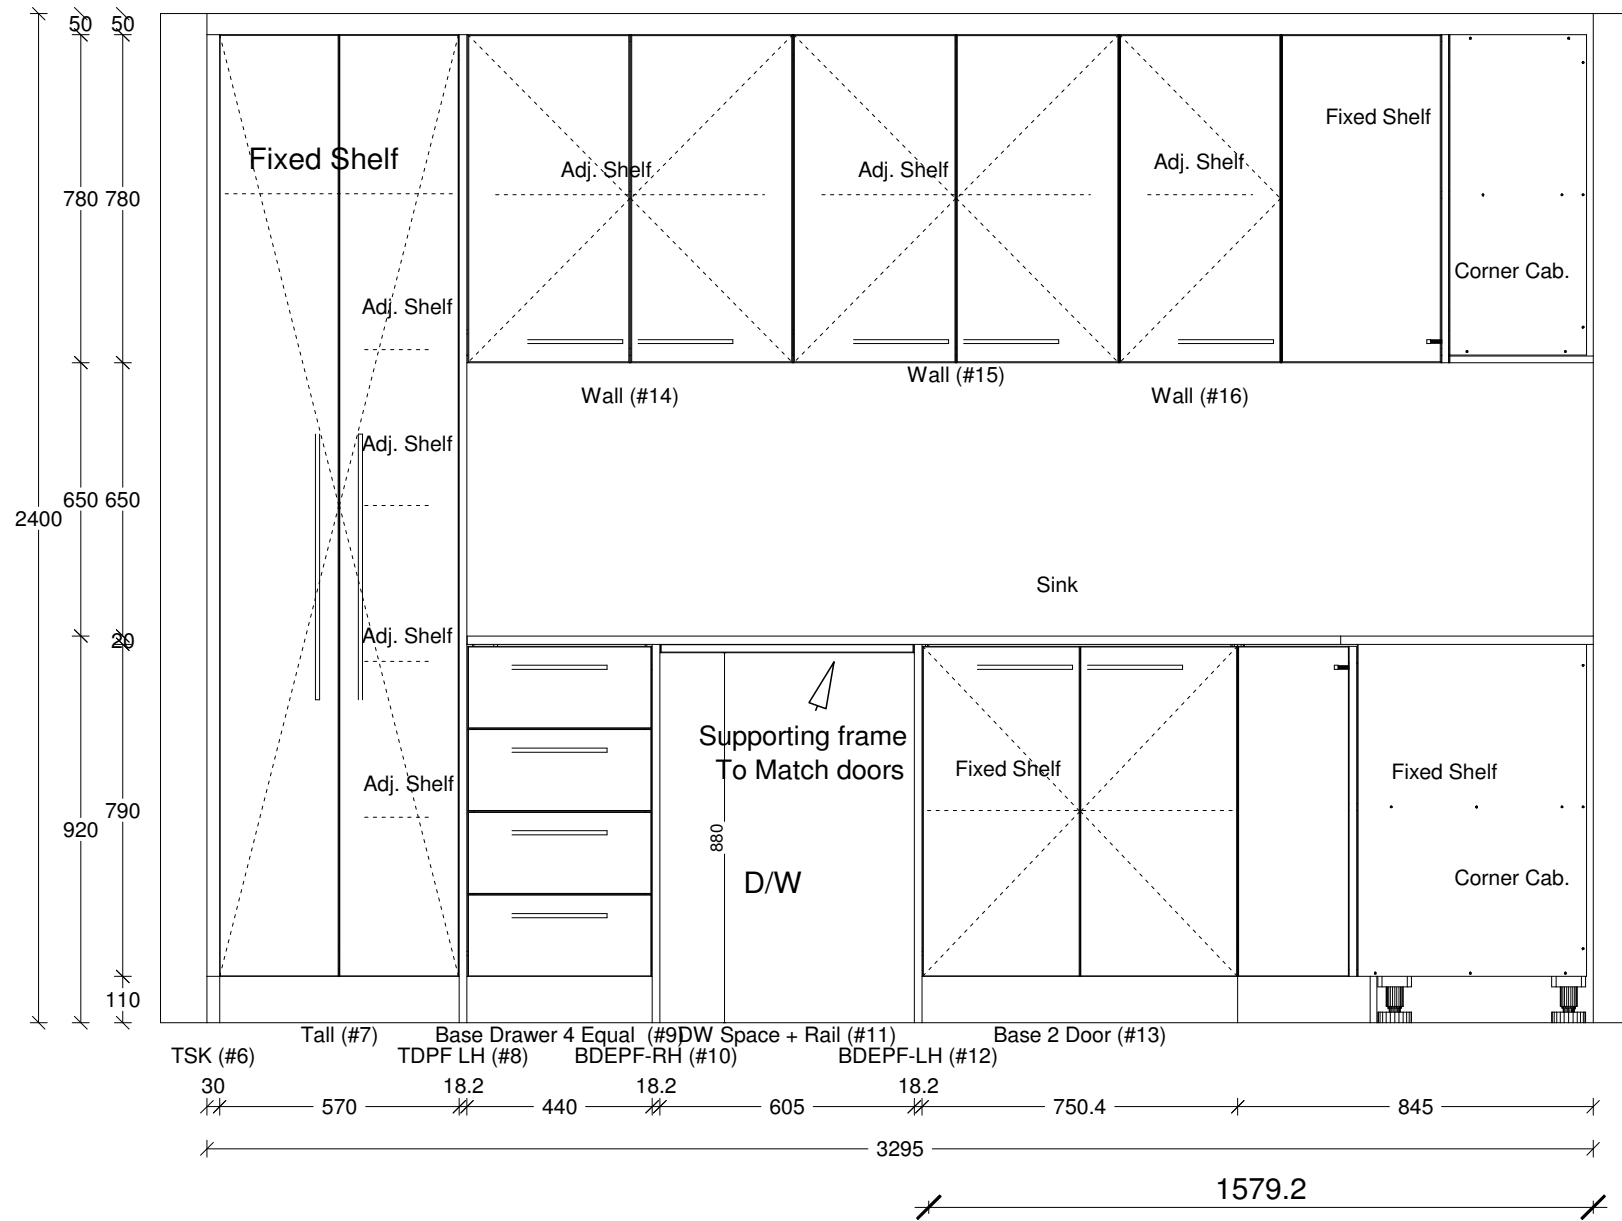 50 50
Fixed Shelf
Adj. Shelf
Adj. Shelf
Adj. Shelf
Fixed Shelf
780 780
Corner Cab.
Adj. Shelf
Wall (#14)
Wall (#15)
Wall (#16)
Adj. Shelf
650 650
2400
Sink
20
Adj. Shelf
Supporting frame
To Match doors
Fixed Shelf
Fixed Shelf
Adj. Shelf
790
920
880
D/W
Corner Cab.
110
Tall (#7)
Base Drawer 4 Equal (#9)
DW Space + Rail (#11)
Base 2 Door (#13)
TSK (#6)
TDPF LH (#8)
BDEPF-RH (#10)
BDEPF-LH (#12)
30 18.2 18.2 18.2
570 440 605 750.4 845
3295
1579.2